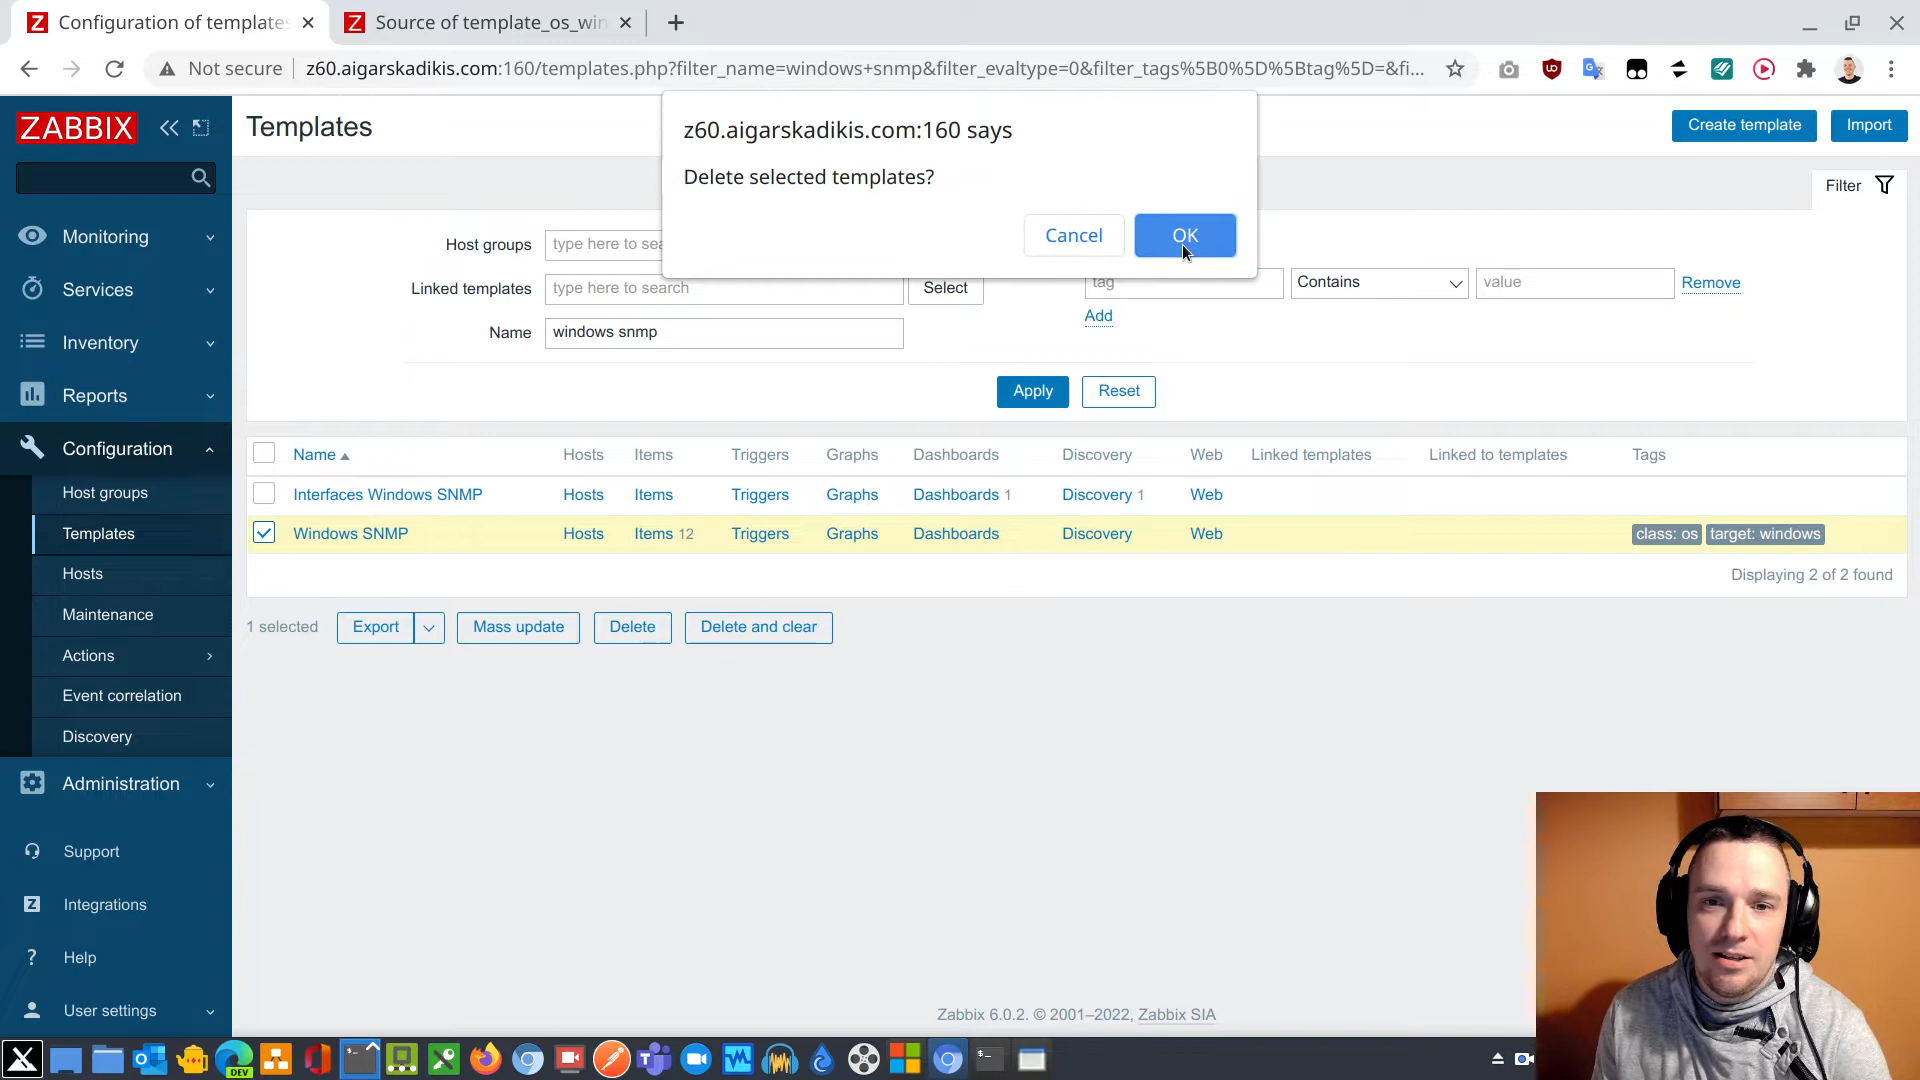 Configuration of templates
Source of template_os_win
Not secure
z60.aigarskadikis.com:160/templates.php?filter_name=windows+snmp&filter_evaltype=0&filter_tags%5B0%5D%5Btag%5D=&fi...
ZABBIX
Templates
Create template
Import
z60.aigarskadikis.com:160 says
Delete selected templates?
Cancel
OK
Filter
Monitoring
Services
Inventory
Reports
Configuration
Host groups
Templates
Hosts
Maintenance
Actions
Event correlation
Discovery
Administration
Support
Integrations
Help
User settings
Host groups
type here to sea
Linked templates
type here to search
Select
tag
Contains
value
Remove
Add
Name
windows snmp
Apply
Reset
Name Hosts Items Triggers Graphs Dashboards Discovery Web Linked templates Linked to templates Tags
Interfaces Windows SNMP Hosts Items Triggers Graphs Dashboards 1 Discovery 1 Web
Windows SNMP Hosts Items 12 Triggers Graphs Dashboards Discovery Web class: os target: windows
Displaying 2 of 2 found
1 selected
Export
Mass update
Delete
Delete and clear
Zabbix 6.0.2. © 2001–2022, Zabbix SIA
DEV